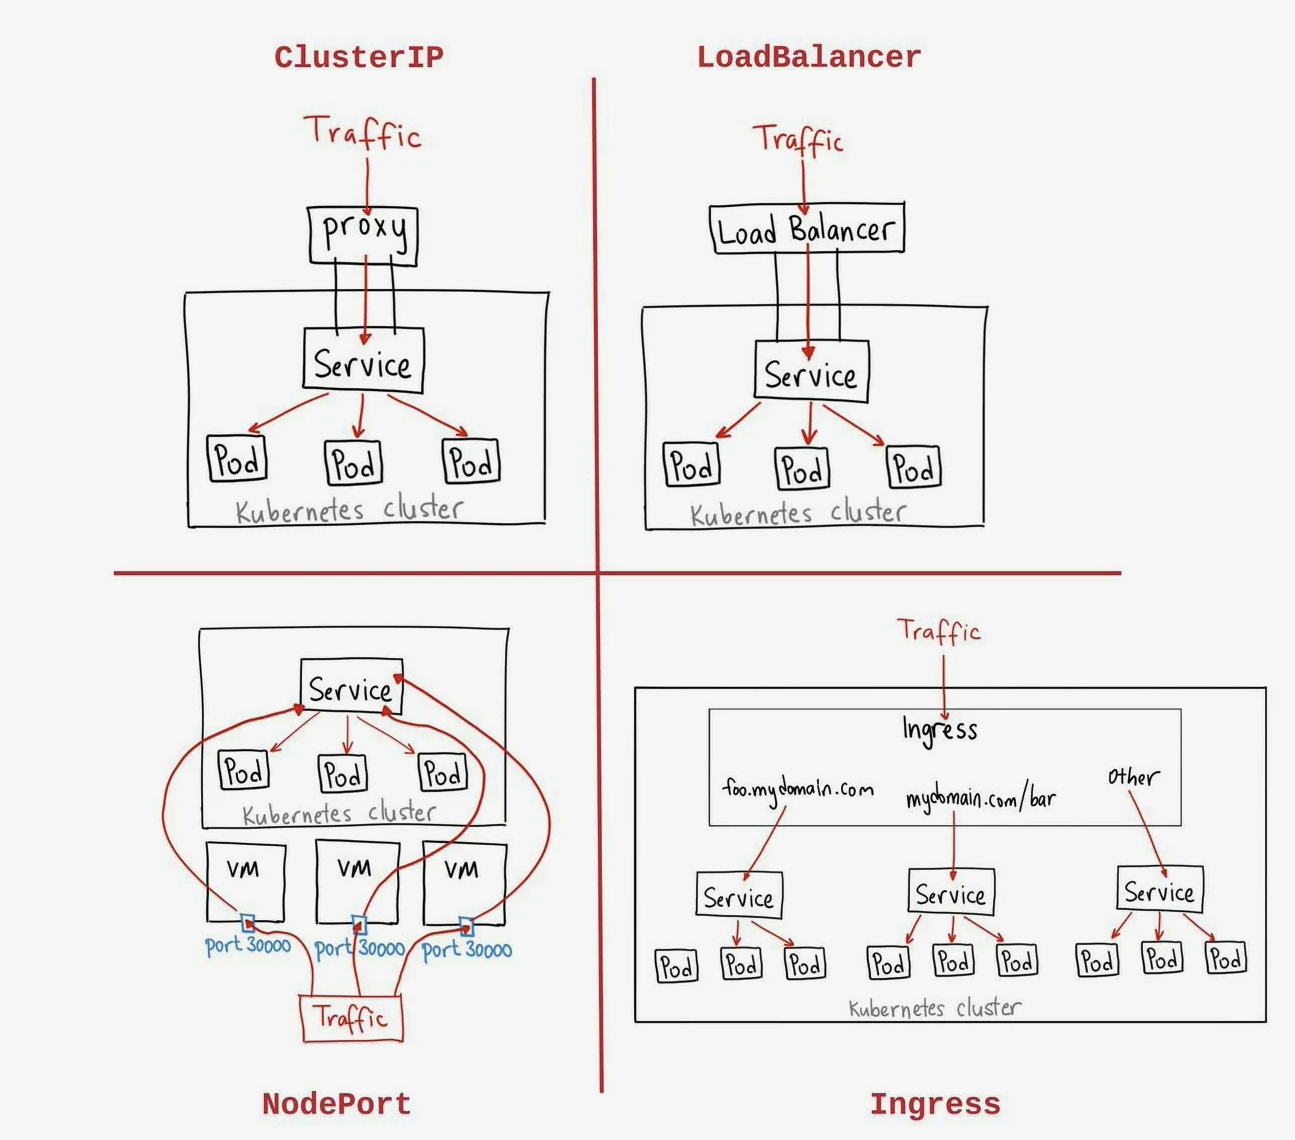 ClusterIP
Traffic
proxy
Service
Pod Pod Pod
Kubernetes cluster
LoadBalancer
Traffic
Load Balancer
Service
Pod Pod Pod
Kubernetes cluster
Service
Pod Pod Pod
Kubernetes cluster
VM VM VM
port 30000 port 30000 port 30000
Traffic
NodePort
Traffic
Ingress
foo.mydomain.com mydomain.com/bar Other
Service Service Service
Pod Pod Pod Pod Pod Pod Pod Pod Pod
Kubernetes cluster
Ingress